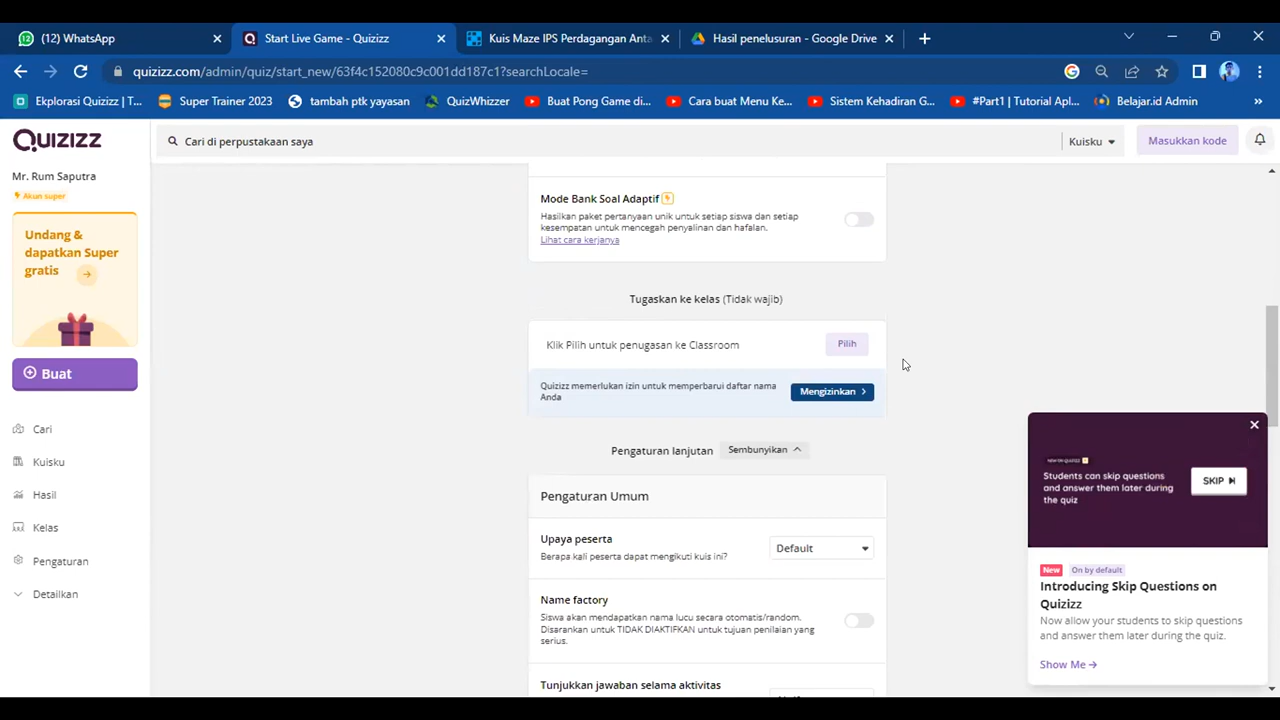 (12) WhatsApp
Start Live Game - Quizizz
Kuis Maze IPS Perdagangan Anta
Hasil penelusuran - Google Drive
quizizz.com/admin/quiz/start_new/63f4c152080c9c001dd187c1?searchLocale=
Ekplorasi Quizizz | T...
Super Trainer 2023
tambah ptk yayasan
QuizWhizzer
Buat Pong Game di...
Cara buat Menu Ke...
Sistem Kehadiran G...
#Part1 | Tutorial Apl...
Belajar.id Admin
QUIZIZZ
Cari di perpustakaan saya
Kuisku
Masukkan kode
Mr. Rum Saputra
Akun super
Undang &
dapatkan Super
gratis
Buat
Cari
Kuisku
Hasil
Kelas
Pengaturan
Detailkan
Mode Bank Soal Adaptif
Hasilkan paket pertanyaan unik untuk setiap siswa dan setiap
kesempatan untuk mencegah penyalinan dan hafalan.
Lihat cara kerjanya
Tugaskan ke kelas (Tidak wajib)
Klik Pilih untuk penugasan ke Classroom
Pilih
Quizizz memerlukan izin untuk memperbarui daftar nama
Anda
Mengizinkan
Pengaturan lanjutan
Sembunyikan
Pengaturan Umum
Upaya peserta
Berapa kali peserta dapat mengikuti kuis ini?
Default
Name factory
Siswa akan mendapatkan nama lucu secara otomatis/random.
Disarankan untuk TIDAK DIAKTIFKAN untuk tujuan penilaian yang
serius.
Tunjukkan jawaban selama aktivitas
NEW ON QUIZIZZ
Students can skip questions
and answer them later during
the quiz
SKIP
New
On by default
Introducing Skip Questions on
Quizizz
Now allow your students to skip questions
and answer them later during the quiz.
Show Me